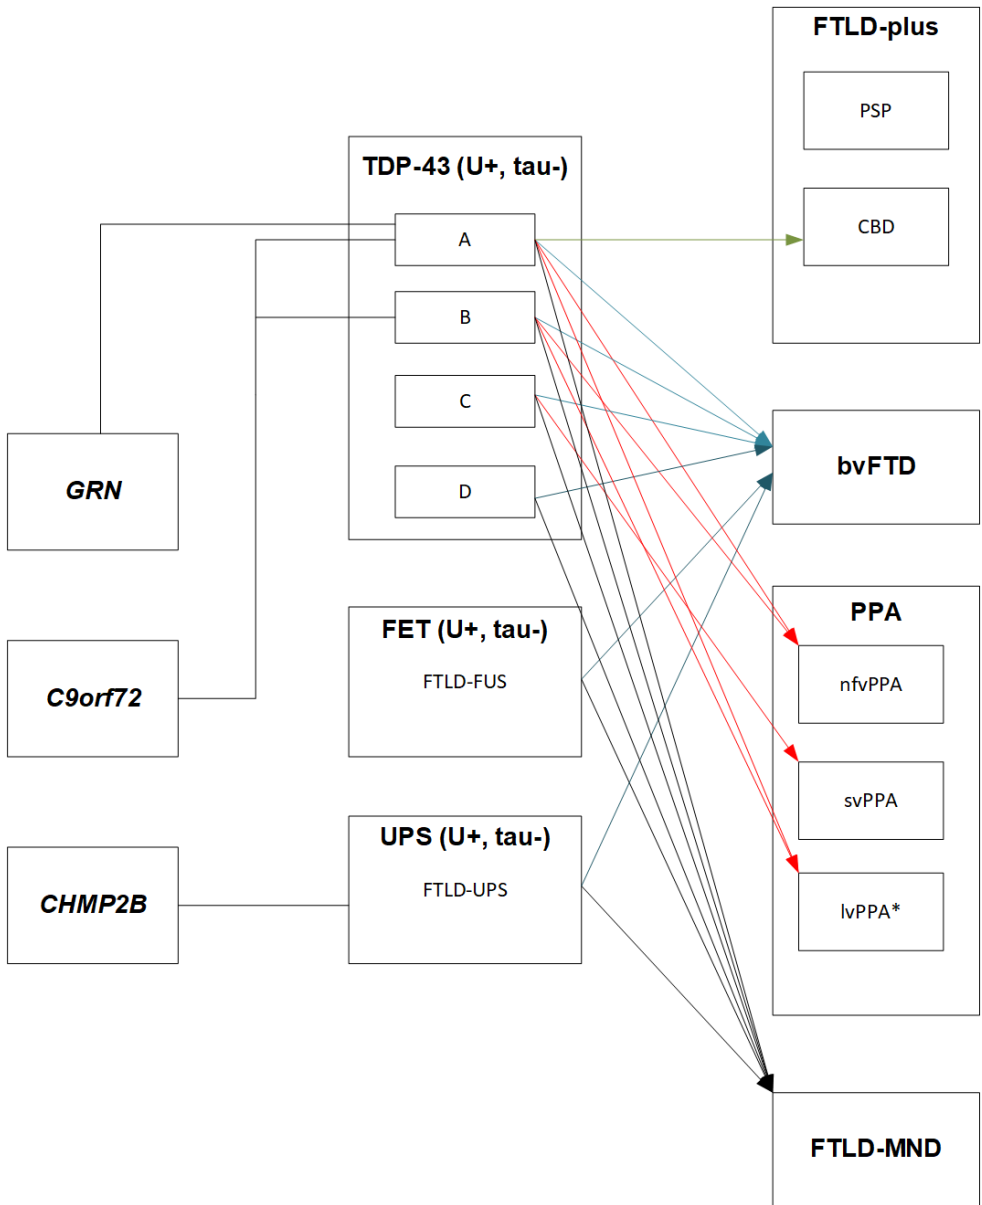 GRN
C9orf72
CHMP2B
TDP-43 (U+, tau-)
A
B
C
D
FET (U+, tau-)
FTLD-FUS
UPS (U+, tau-)
FTLD-UPS
FTLD-plus
PSP
CBD
bvFTD
PPA
nfvPPA
svPPA
lvPPA*
FTLD-MND